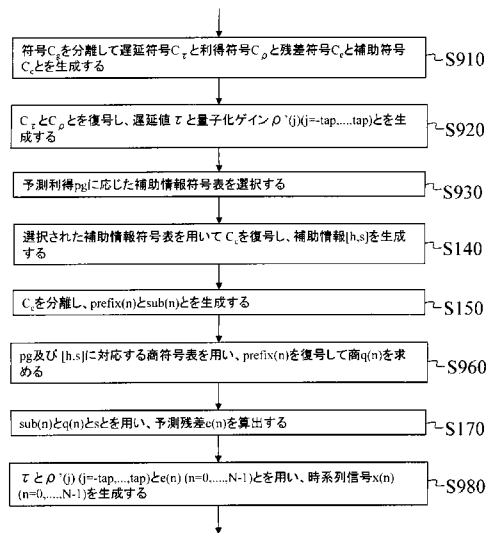 符号Cgを分離して遅延符号Cτと利得符号Cρと残差符号Ceと補助符号
Ccとを生成する
S910
CτとCρとを復号し、遅延値τと量子化ゲインρ^(j)(j=-tap,...,tap)とを生
成する
S920
予測利得pgに応じた補助情報符号表を選択する
S930
選択された補助情報符号表を用いてCcを復号し、補助情報[h,s]を生成
する
S140
Ceを分離し、prefix(n)とsub(n)とを生成する
S150
pg及び[h,s]に対応する商符号表を用い、prefix(n)を復号して商q(n)を求
める
S960
sub(n)とq(n)とsとを用い、予測残差e(n)を算出する
S170
τとρ^(j) (j=-tap,...,tap)とe(n) (n=0,....,N-1)とを用い、時系列信号x(n)
(n=0,....,N-1)を生成する
S980